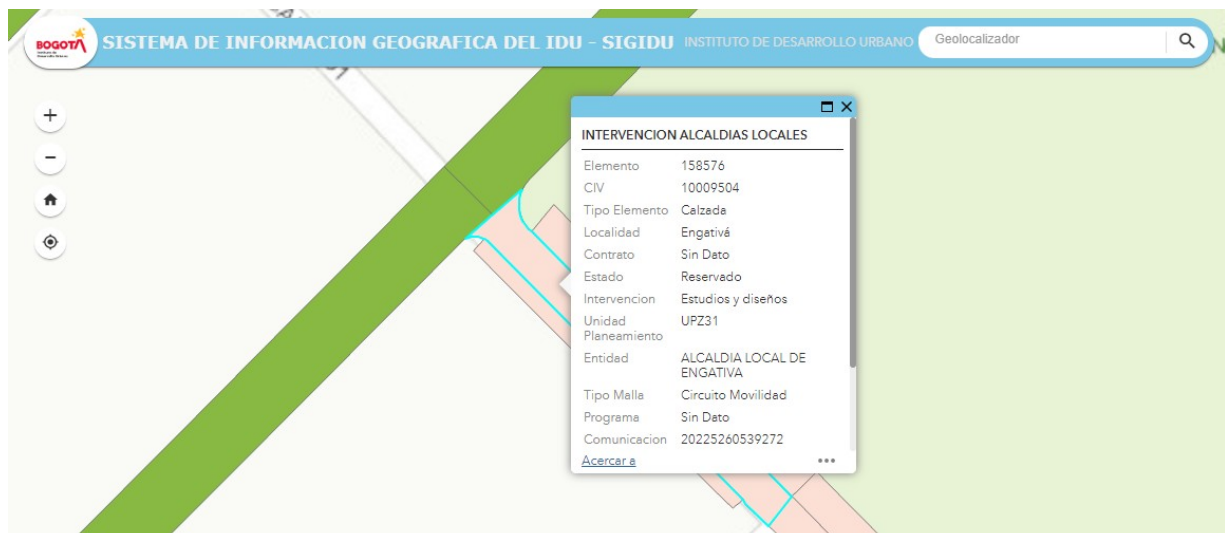 BOGOTÁ
SISTEMA DE INFORMACION GEOGRAFICA DEL IDU - SIGIDU INSTITUTO DE DESARROLLO URBANO
Geolocalizador
INTERVENCION ALCALDIAS LOCALES
Elemento 158576
CIV 10009504
Tipo Elemento Calzada
Localidad Engativá
Contrato Sin Dato
Estado Reservado
Intervencion Estudios y diseños
Unidad Planeamiento UPZ31
Entidad ALCALDIA LOCAL DE ENGATIVA
Tipo Malla Circuito Movilidad
Programa Sin Dato
Comunicacion 20225260539272
Acercar a